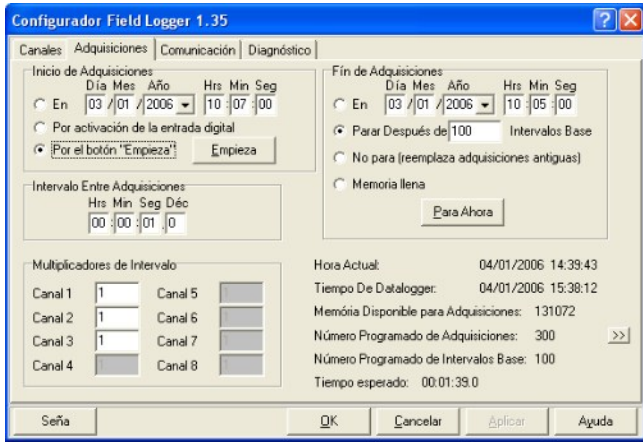 Configurador Field Logger 1.35
Canales Adquisiciones Comunicación Diagnóstico
Inicio de Adquisiciones
Día Mes Año Hrs Min Seg
En 03 / 01 / 2006 10 : 07 : 00
Por activación de la entrada digital
Por el botón "Empieza" Empieza
Intervalo Entre Adquisiciones
Hrs Min Seg Déc
00 : 00 : 01 . 0
Multiplicadores de Intervalo
Canal 1 1 Canal 5 1
Canal 2 1 Canal 6 1
Canal 3 1 Canal 7 1
Canal 4 1 Canal 8 1
Fín de Adquisiciones
Día Mes Año Hrs Min Seg
En 03 / 01 / 2006 10 : 05 : 00
Parar Después de 100 Intervalos Base
No para (reemplaza adquisiciones antiguas)
Memoria llena
Para Ahora
Hora Actual: 04/01/2006 14:39:43
Tiempo De Datalogger: 04/01/2006 15:38:12
Memória Disponible para Adquisiciones: 131072
Número Programado de Adquisiciones: 300 >>
Número Programado de Intervalos Base: 100
Tiempo esperado: 00:01:39.0
Seña OK Cancelar Aplicar Ayuda